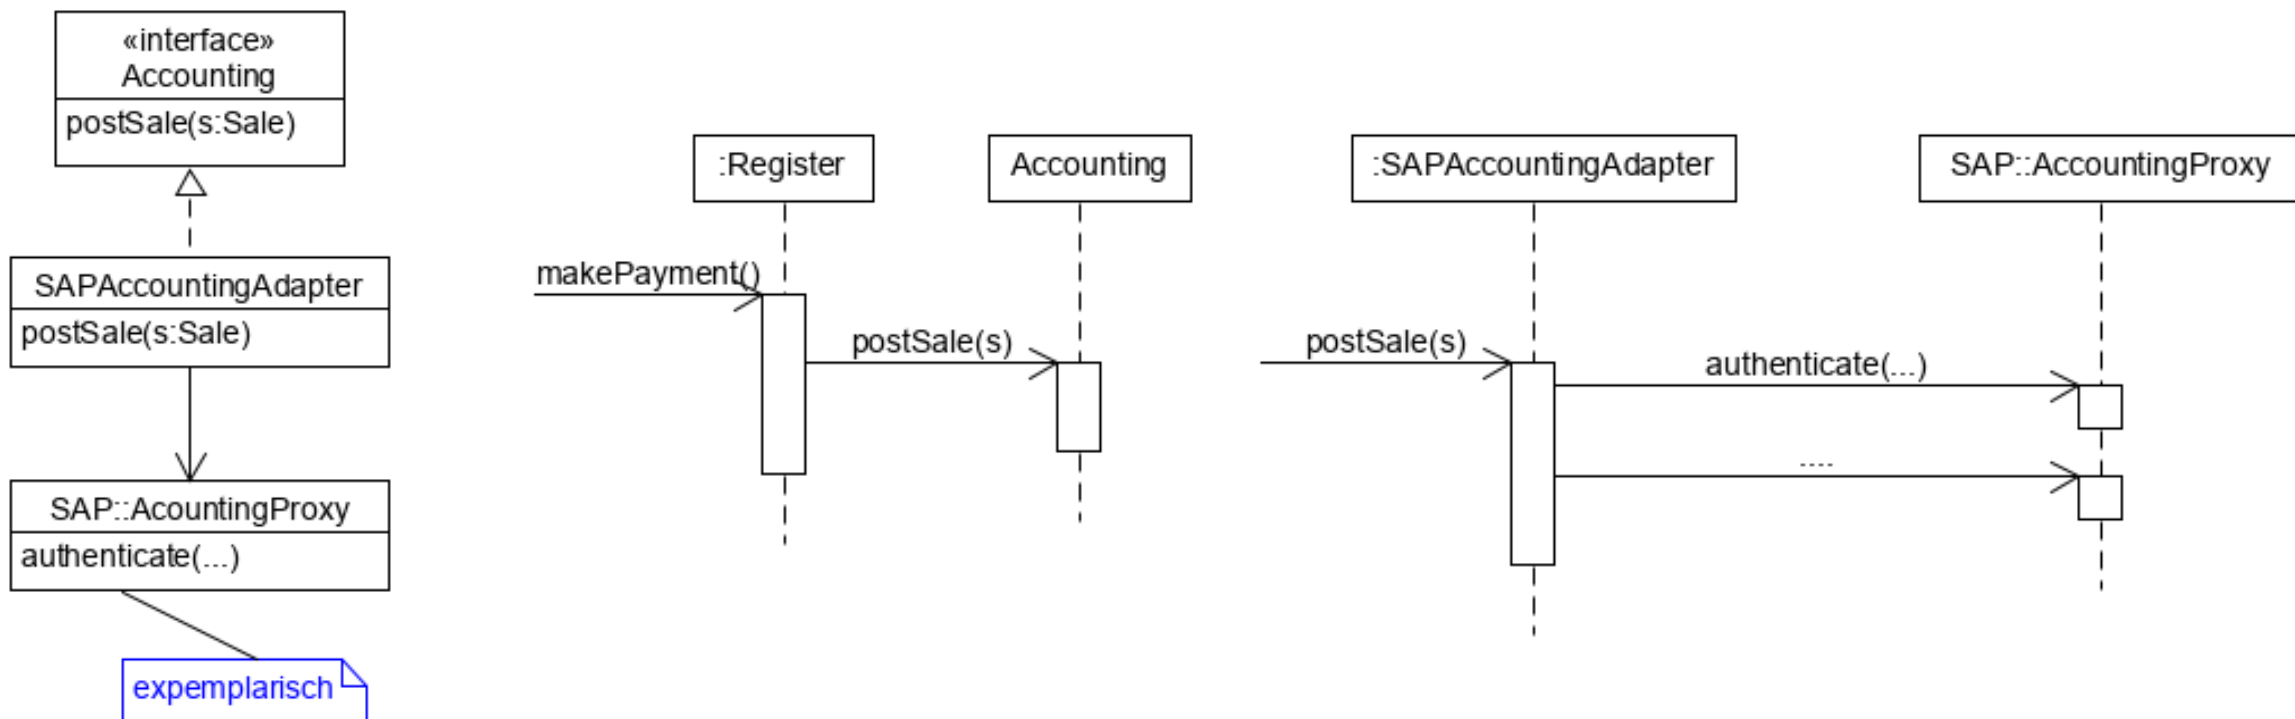 «interface»
Accounting
postSale(s:Sale)
SAPAccountingAdapter
postSale(s:Sale)
SAP::AcountingProxy
authenticate(...)
expemplarisch
:Register
Accounting
makePayment()
postSale(s)
:SAPAccountingAdapter
SAP::AccountingProxy
postSale(s)
authenticate(...)
....